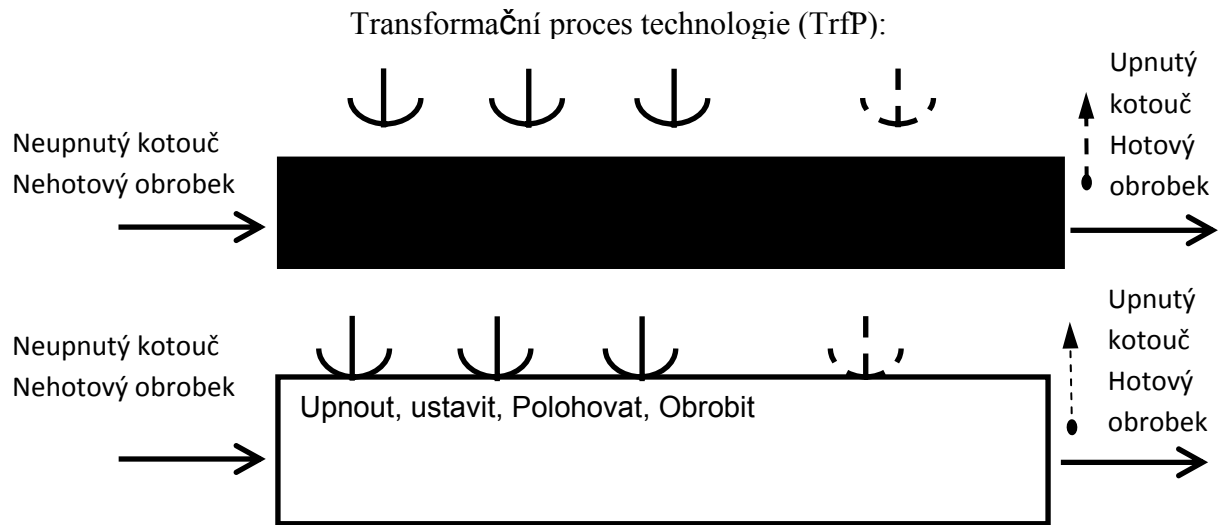 Transformační proces technologie (TrfP):
Upnutý
kotouč
Hotový
obrobek
Neupnutý kotouč
Nehotový obrobek
Upnutý
kotouč
Hotový
obrobek
Neupnutý kotouč
Nehotový obrobek
Upnout, ustavit, Polohovat, Obrobit